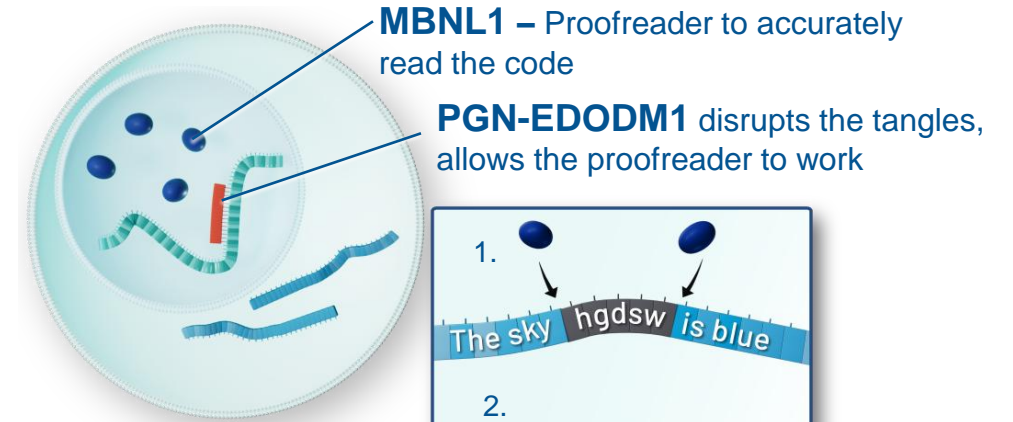 MBNL1 – Proofreader to accurately
read the code
PGN-EDODM1 disrupts the tangles,
allows the proofreader to work
1.
The sky hgdsw is blue
2.